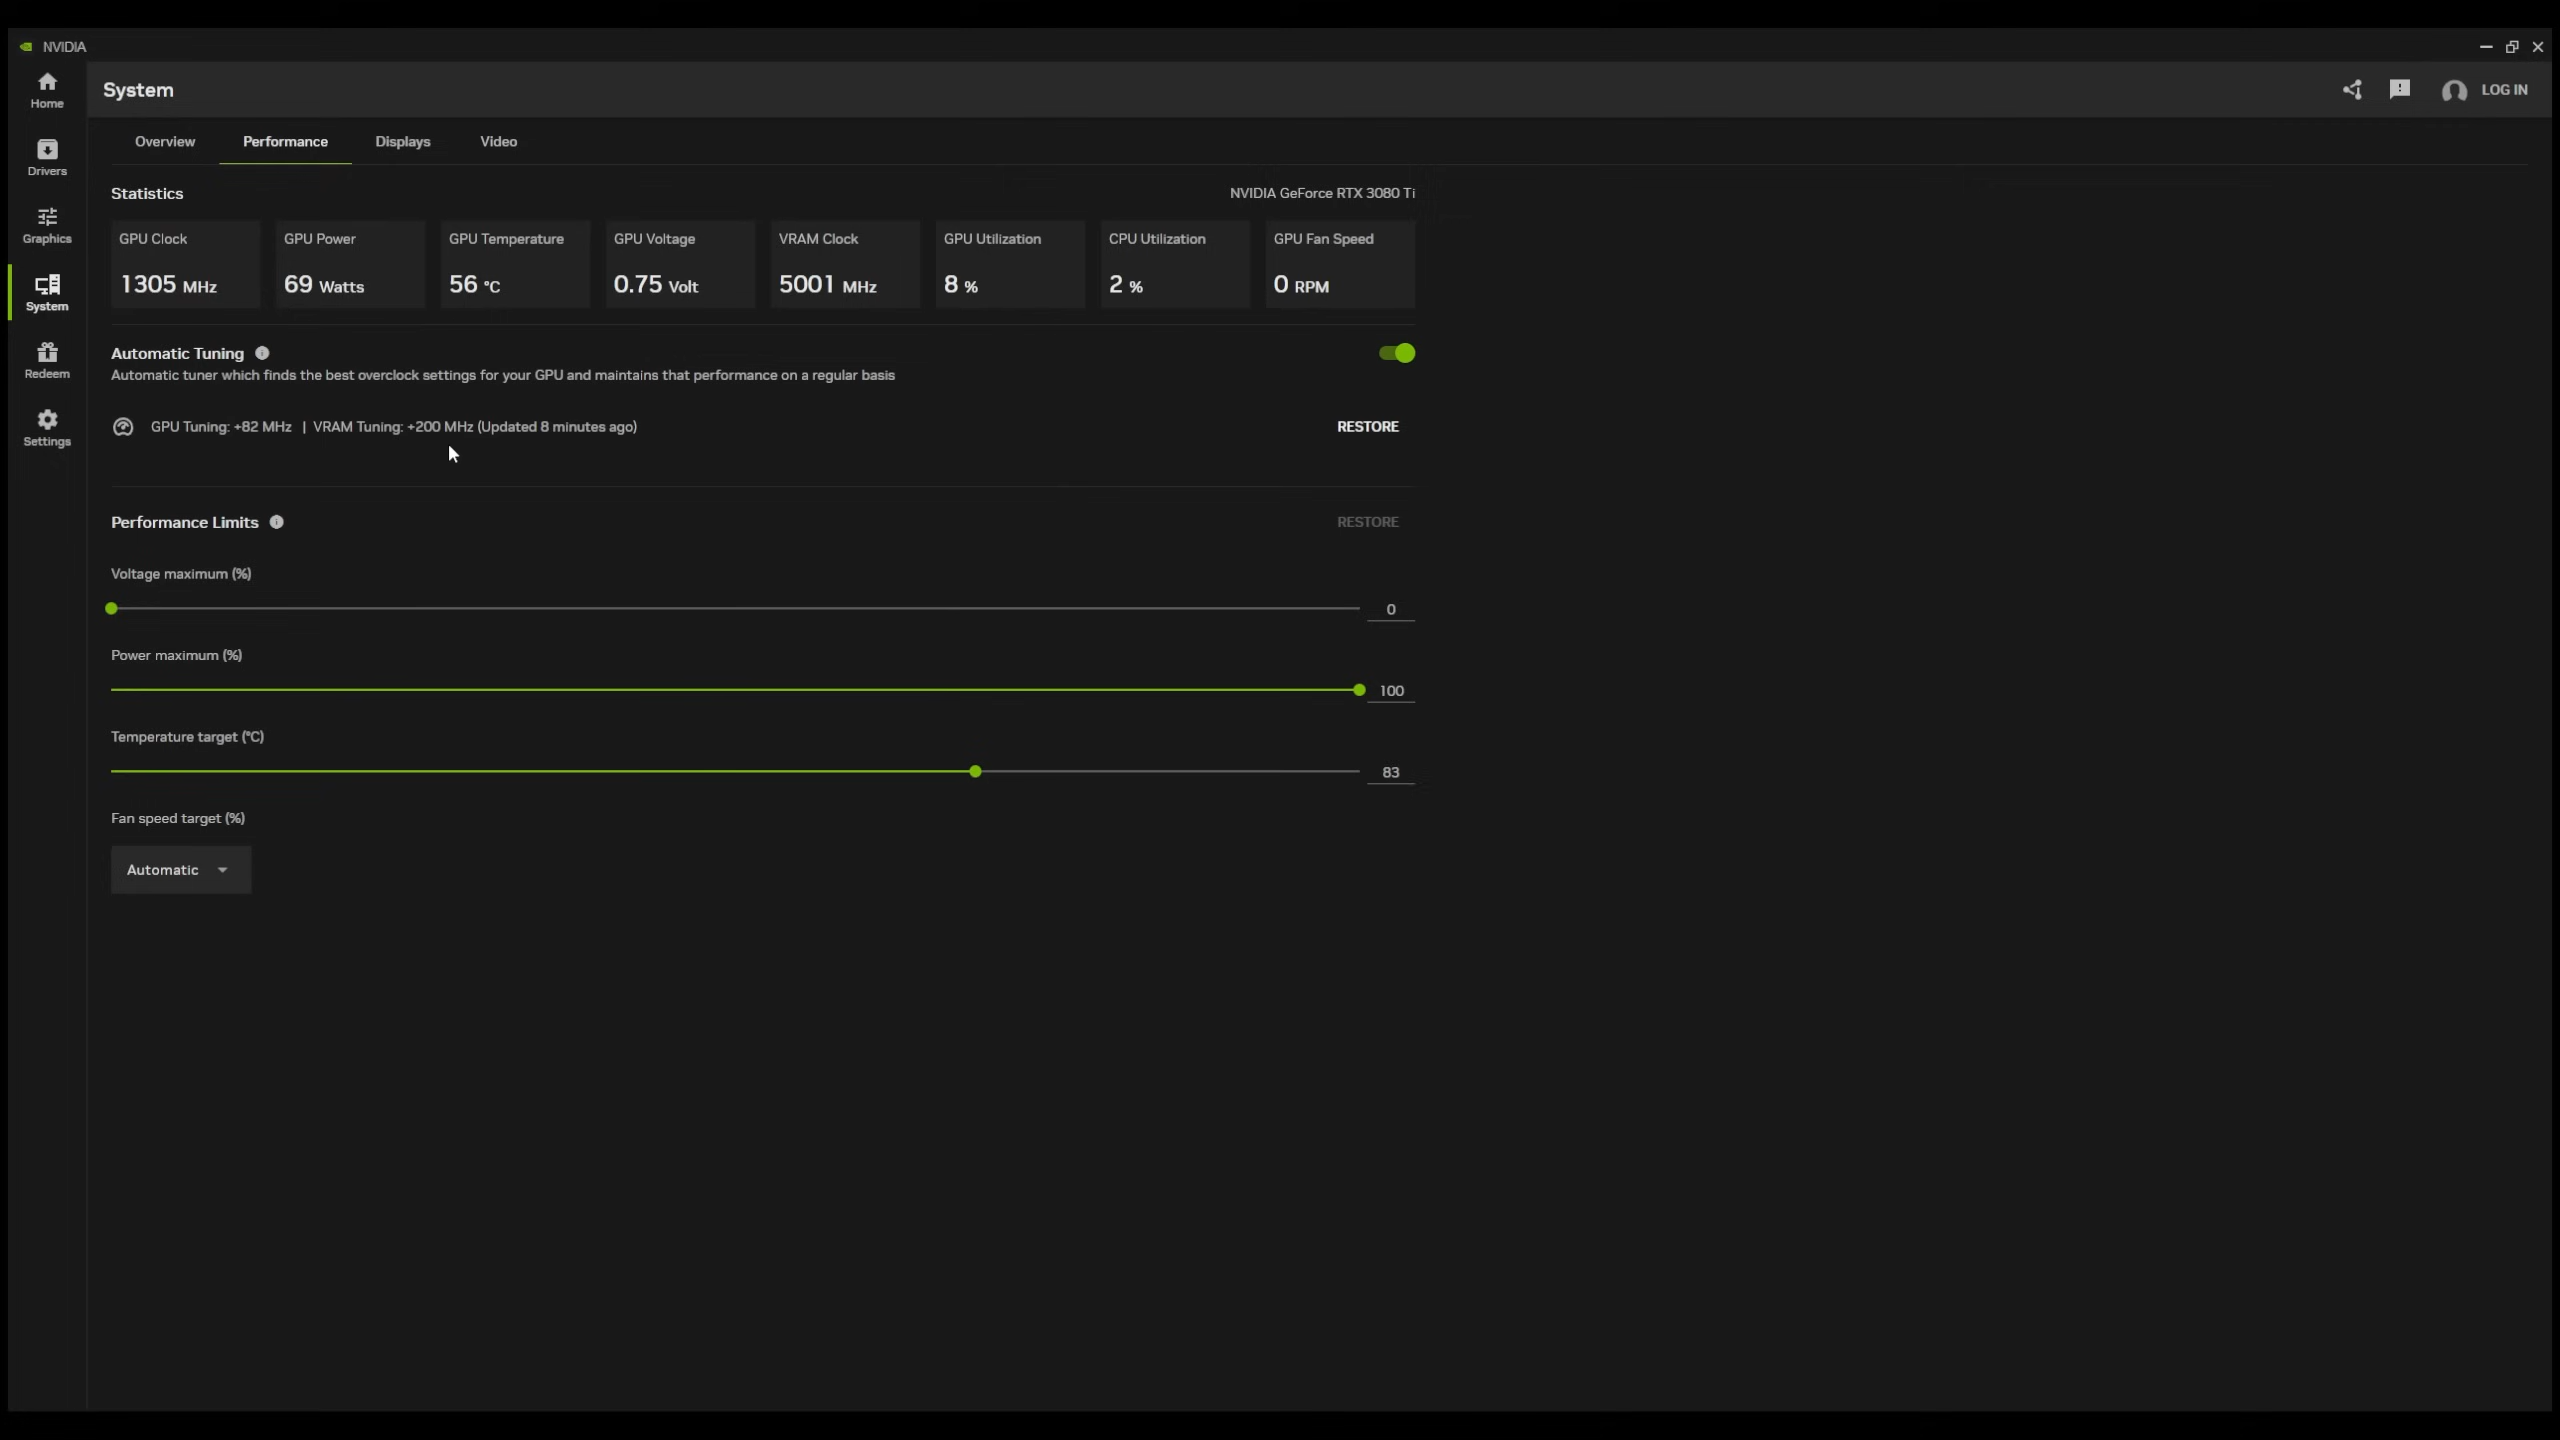 NVIDIA
Home
Drivers
Graphics
System
Redeem
Settings
System
LOG IN
Overview Performance Displays Video
Statistics
NVIDIA GeForce RTX 3080 Ti
GPU Clock
1305 MHz
GPU Power
69 Watts
GPU Temperature
56 °C
GPU Voltage
0.75 Volt
VRAM Clock
5001 MHz
GPU Utilization
8 %
CPU Utilization
2 %
GPU Fan Speed
0 RPM
Automatic Tuning
Automatic tuner which finds the best overclock settings for your GPU and maintains that performance on a regular basis
GPU Tuning: +82 MHz | VRAM Tuning: +200 MHz (Updated 8 minutes ago)
RESTORE
Performance Limits
RESTORE
Voltage maximum (%)
0
Power maximum (%)
100
Temperature target (°C)
83
Fan speed target (%)
Automatic